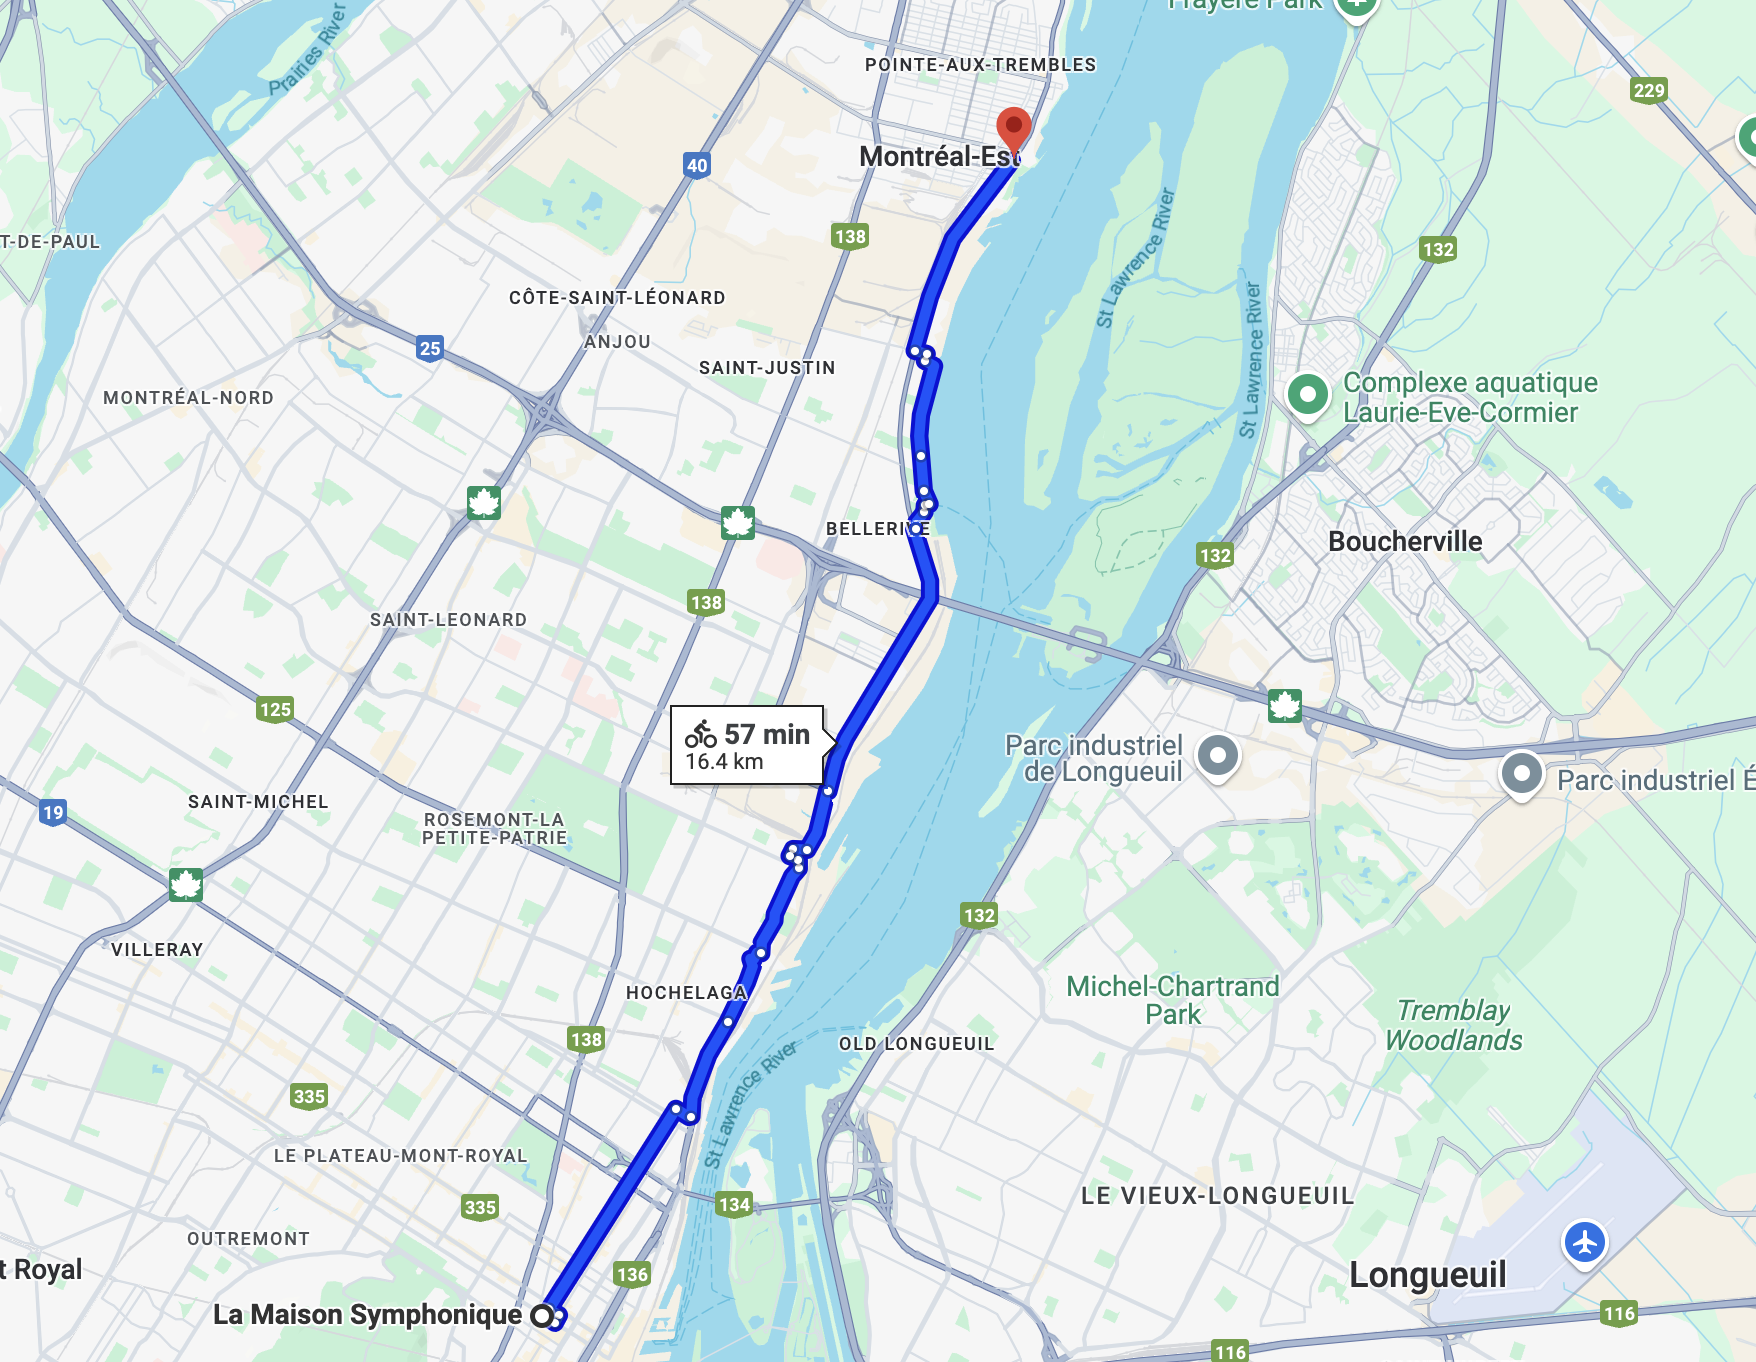 Prayère Park
POINTE-AUX-TREMBLES
Prairies River
229
40
Montréal-Est
T-DE-PAUL
138
132
St Lawrence River
CÔTE-SAINT-LÉONARD
ANJOU
25
SAINT-JUSTIN
St Lawrence River
MONTRÉAL-NORD
Complexe aquatique
Laurie-Eve-Cormier
BELLERIVE
Boucherville
132
138
SAINT-LEONARD
125
57 min
16.4 km
Parc industriel
de Longueuil
Parc industriel É
SAINT-MICHEL
19
ROSEMONT-LA
PETITE-PATRIE
132
VILLERAY
HOCHELAGA
Michel-Chartrand
Park
Tremblay
Woodlands
138
OLD LONGUEUIL
335
St Lawrence River
LE PLATEAU-MONT-ROYAL
335
134
LE VIEUX-LONGUEUIL
OUTREMONT
t Royal
136
Longueuil
La Maison Symphonique
116
116